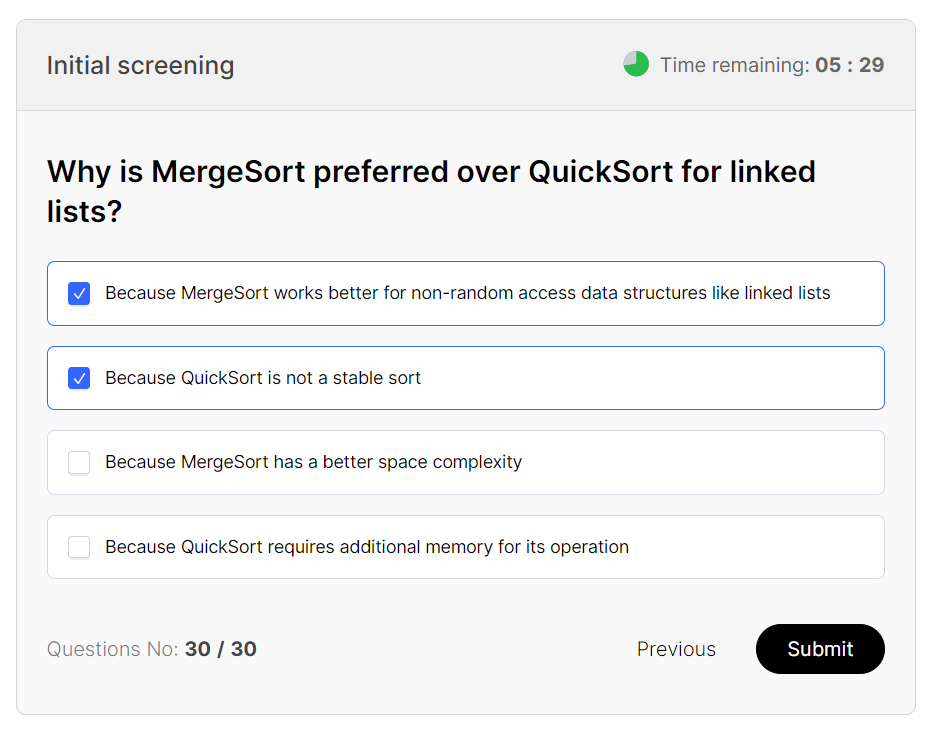 Initial screening
Time remaining: 05 : 29
Why is MergeSort preferred over QuickSort for linked
lists?
Because MergeSort works better for non-random access data structures like linked lists
Because QuickSort is not a stable sort
Because MergeSort has a better space complexity
Because QuickSort requires additional memory for its operation
Questions No: 30 / 30
Previous
Submit